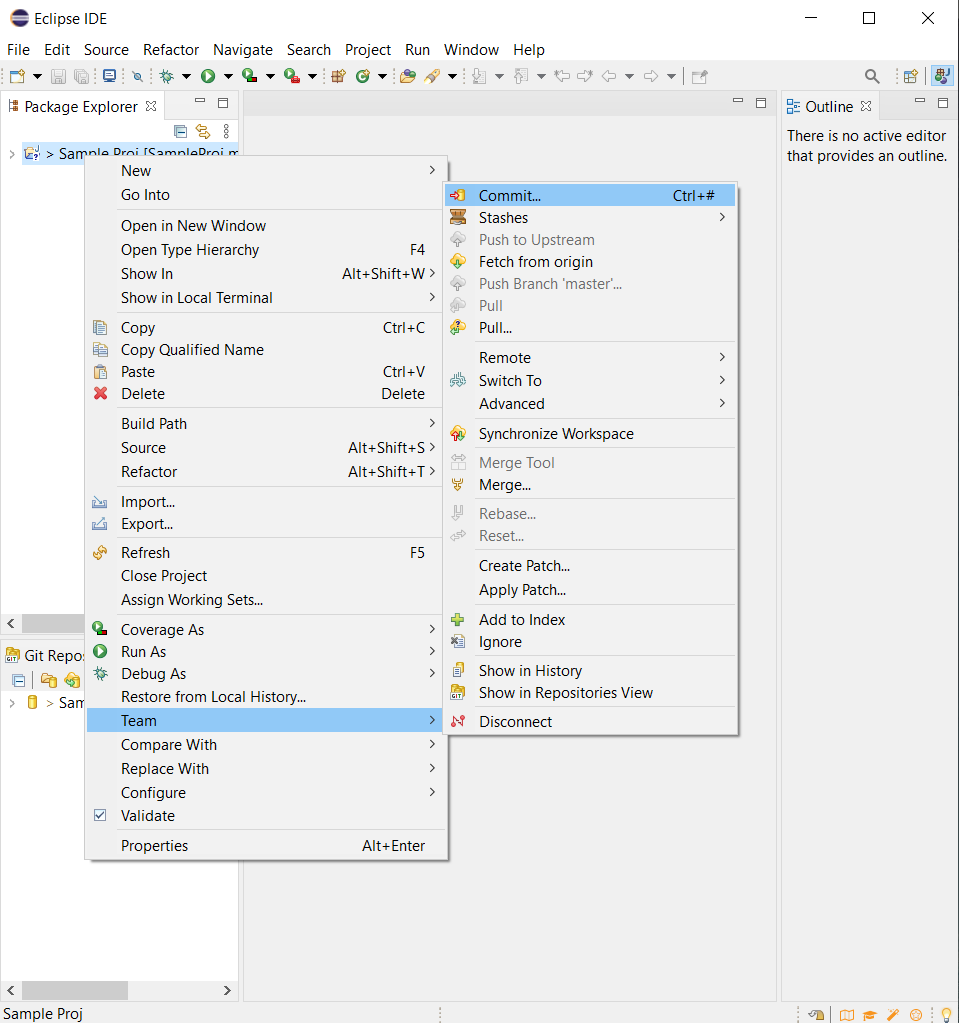 Eclipse IDE
File Edit Source Refactor Navigate Search Project Run Window Help
Package Explorer
> Sample Proj [SampleProj m
New
Go Into
Open in New Window
Open Type Hierarchy F4
Show In Alt+Shift+W
Show in Local Terminal
Copy Ctrl+C
Copy Qualified Name
Paste Ctrl+V
Delete Delete
Build Path
Source Alt+Shift+S
Refactor Alt+Shift+T
Import...
Export...
Refresh F5
Close Project
Assign Working Sets...
Coverage As
Run As
Debug As
Restore from Local History...
Team
Compare With
Replace With
Configure
Validate
Properties Alt+Enter
Commit... Ctrl+#
Stashes
Push to Upstream
Fetch from origin
Push Branch 'master'...
Pull
Pull...
Remote
Switch To
Advanced
Synchronize Workspace
Merge Tool
Merge...
Rebase...
Reset...
Create Patch...
Apply Patch...
Add to Index
Ignore
Show in History
Show in Repositories View
Disconnect
Git Repos
GIT
> Sam
Outline
There is no active editor
that provides an outline.
Sample Proj